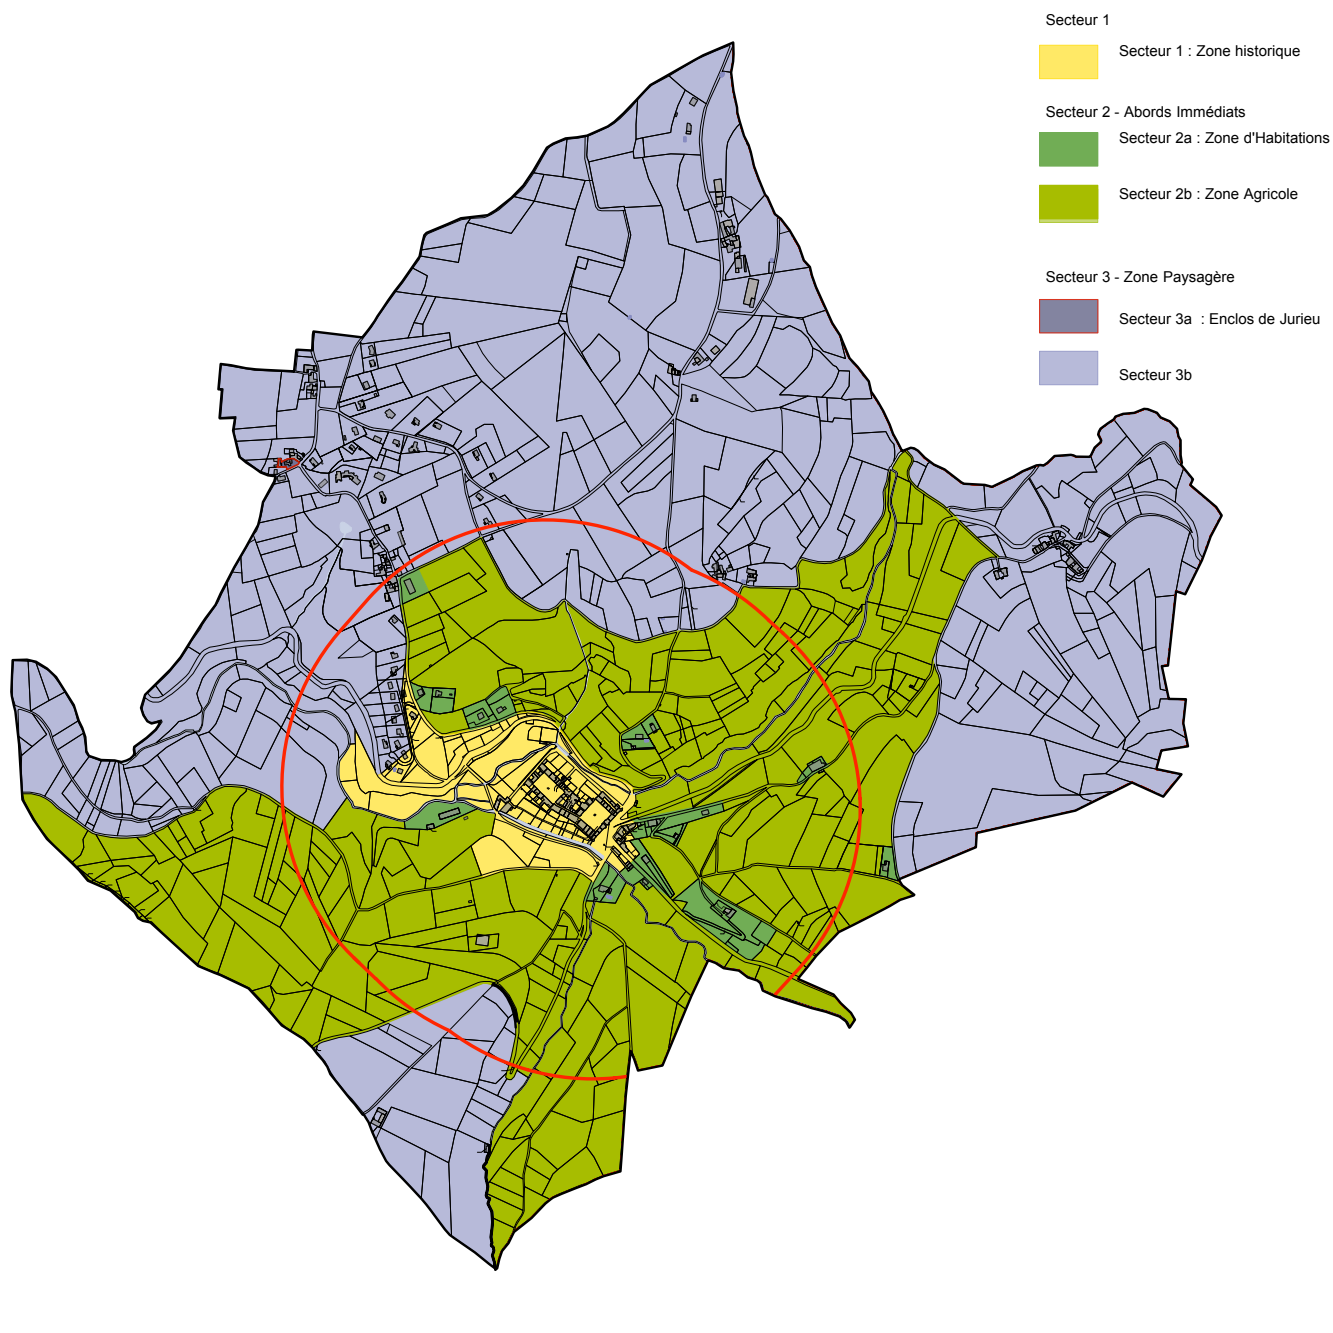 Secteur 1
Secteur 1 : Zone historique
Secteur 2 - Abords Immédiats
Secteur 2a : Zone d'Habitations
Secteur 2b : Zone Agricole
Secteur 3 - Zone Paysagère
Secteur 3a : Enclos de Jurieu
Secteur 3b